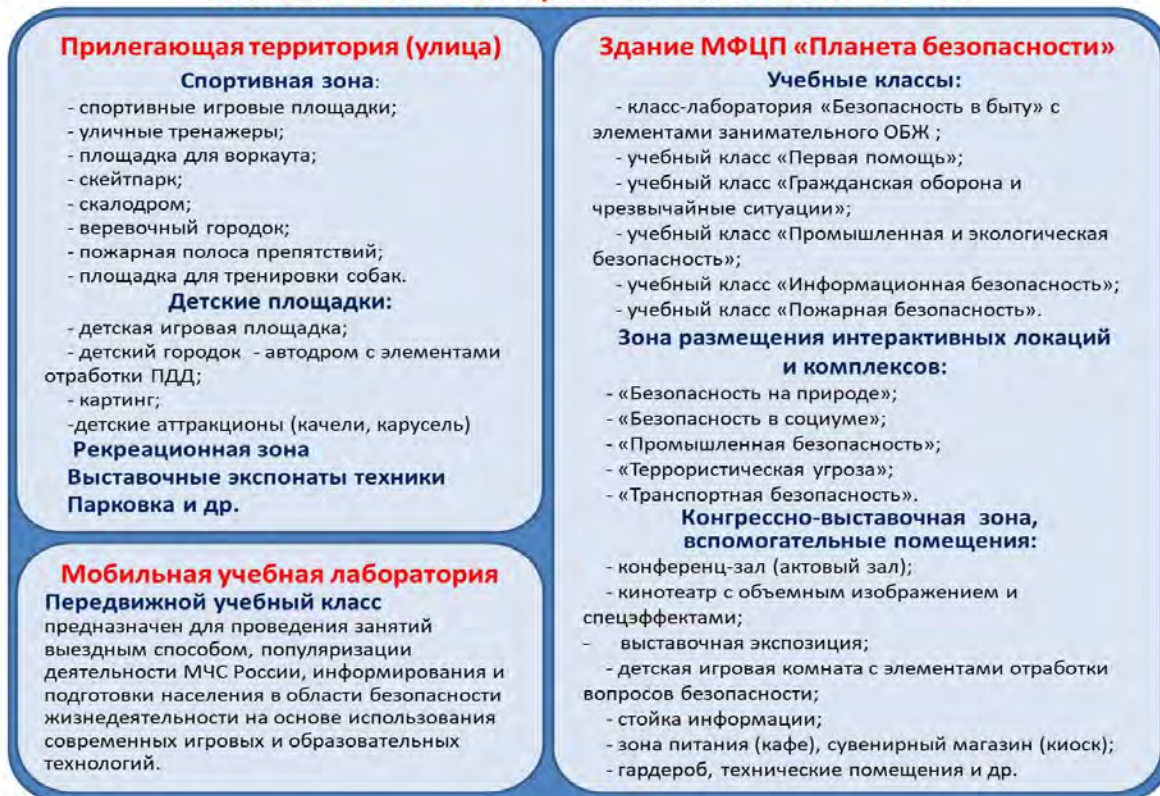 Прилегающая территория (улица)
Спортивная зона:
- спортивные игровые площадки;
- уличные тренажеры;
- площадка для воркаута;
- скейтпарк;
- скалодром;
- веревочный городок;
- пожарная полоса препятствий;
- площадка для тренировки собак.
Детские площадки:
- детская игровая площадка;
- детский городок - автодром с элементами
отработки ПДД;
- картинг;
-детские аттракционы (качели, карусель)
Рекреационная зона
Выставочные экспонаты техники
Парковка и др.
Мобильная учебная лаборатория
Передвижной учебный класс
предназначен для проведения занятий
выездным способом, популяризации
деятельности МЧС России, информирования и
подготовки населения в области безопасности
жизнедеятельности на основе использования
современных игровых и образовательных
технологий.
Здание МФЦП «Планета безопасности»
Учебные классы:
- класс-лаборатория «Безопасность в быту» с
элементами занимательного ОБЖ ;
- учебный класс «Первая помощь»;
- учебный класс «Гражданская оборона и
чрезвычайные ситуации»;
- учебный класс «Промышленная и экологическая
безопасность»;
- учебный класс «Информационная безопасность»;
- учебный класс «Пожарная безопасность».
Зона размещения интерактивных локаций
и комплексов:
- «Безопасность на природе»;
- «Безопасность в социуме»;
- «Промышленная безопасность»;
- «Террористическая угроза»;
- «Транспортная безопасность».
Конгрессно-выставочная зона,
вспомогательные помещения:
- конференц-зал (актовый зал);
- кинотеатр с объемным изображением и
спецэффектами;
- выставочная экспозиция;
- детская игровая комната с элементами отработки
вопросов безопасности;
- стойка информации;
- зона питания (кафе), сувенирный магазин (киоск);
- гардероб, технические помещения и др.